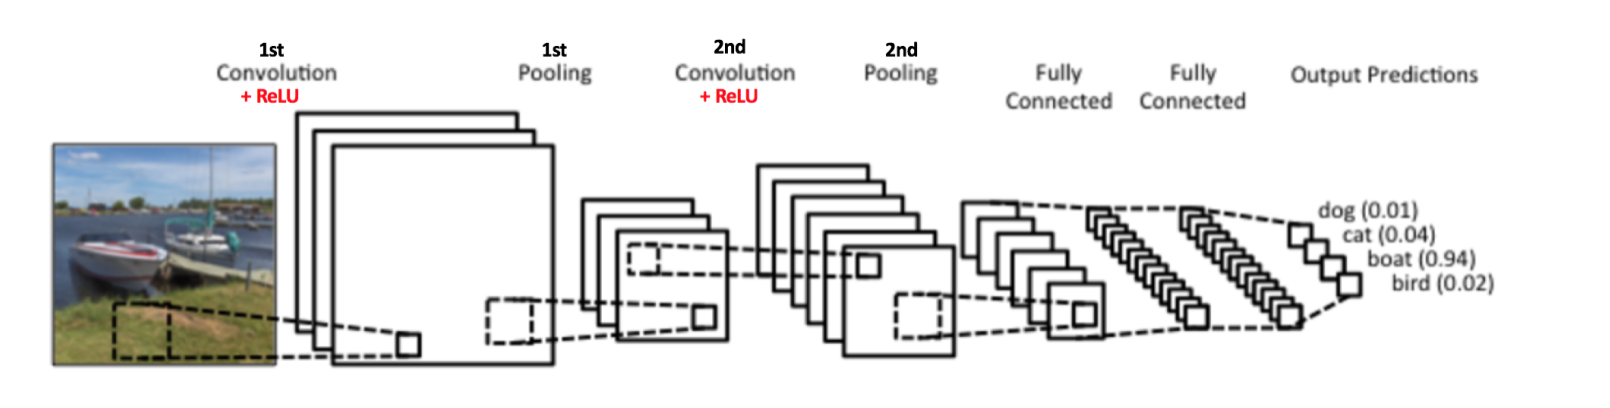 1st
Convolution
+ ReLU
1st
Pooling
2nd
Convolution
+ ReLU
2nd
Pooling
Fully
Connected
Fully
Connected
Output Predictions
dog (0.01)
cat (0.04)
boat (0.94)
bird (0.02)